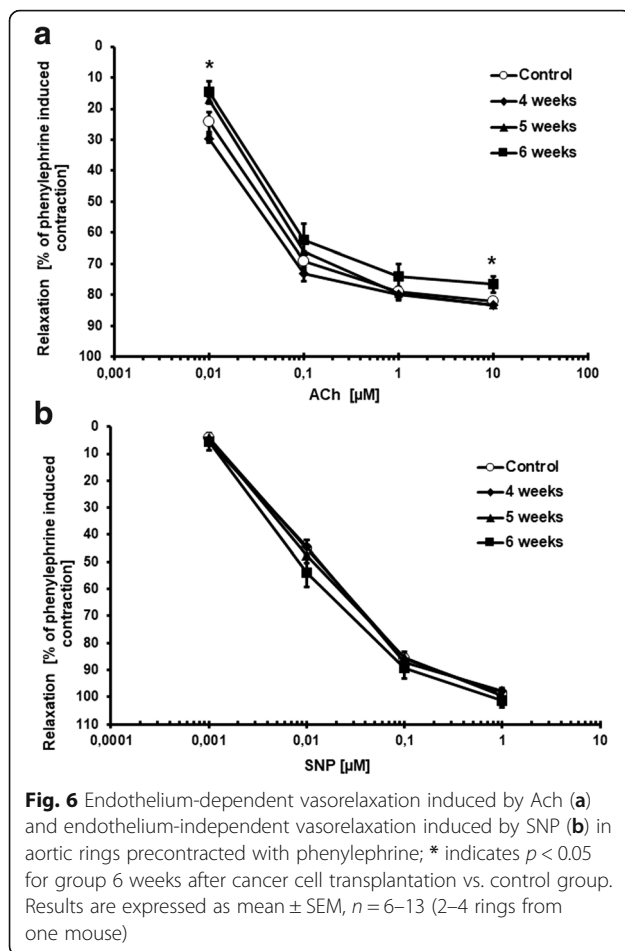 a
0
10
20
30
40
50
60
70
80
90
100
Relaxation [% of phenylephrine induced
contraction]
*
*
Control
4 weeks
5 weeks
6 weeks
0,001 0,01 0,1 1 10 100
ACh [µM]
b
0
10
20
30
40
50
60
70
80
90
100
110
Relaxation [% of phenylephrine induced
contraction]
Control
4 weeks
5 weeks
6 weeks
0,0001 0,001 0,01 0,1 1 10
SNP [µM]
Fig. 6 Endothelium-dependent vasorelaxation induced by Ach (a)
and endothelium-independent vasorelaxation induced by SNP (b) in
aortic rings precontracted with phenylephrine; * indicates p < 0.05
for group 6 weeks after cancer cell transplantation vs. control group.
Results are expressed as mean ± SEM, n = 6–13 (2–4 rings from
one mouse)